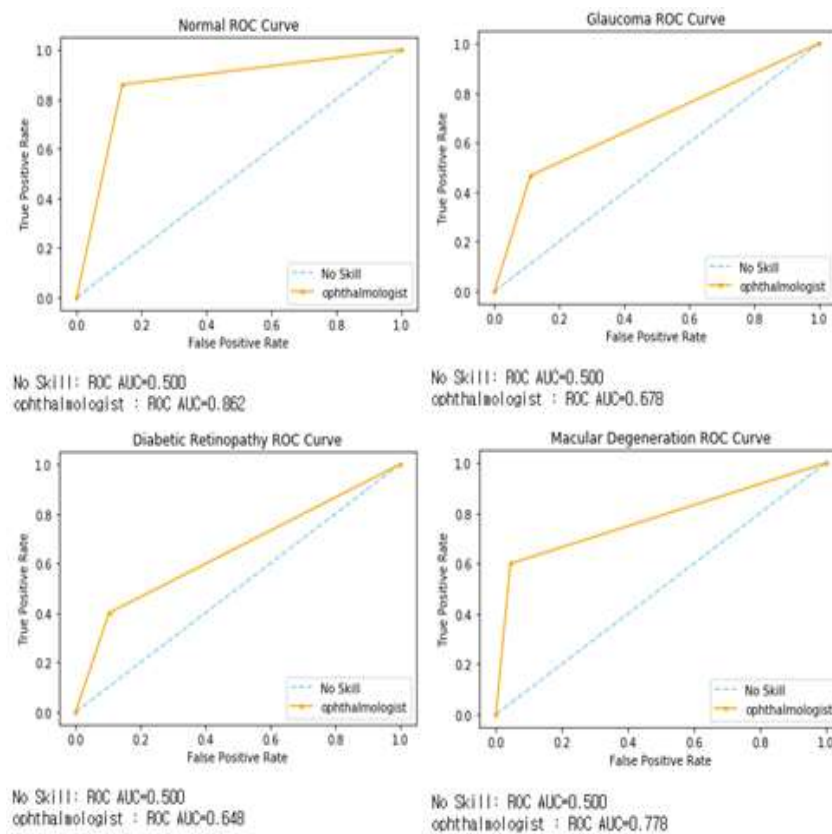 Normal ROC Curve
1.0
0.8
0.6
0.4
0.2
0.0
True Positive Rate
No Skill
ophthalmologist
0.0 0.2 0.4 0.6 0.8 1.0
False Positive Rate
No Skill: ROC AUC=0.500
ophthalmologist : ROC AUC=0.862
Glaucoma ROC Curve
1.0
0.8
0.6
0.4
0.2
0.0
True Positive Rate
No Skill
ophthalmologist
0.0 0.2 0.4 0.6 0.8 1.0
False Positive Rate
No Skill: ROC AUC=0.500
ophthalmologist : ROC AUC=0.678
Diabetic Retinopathy ROC Curve
1.0
0.8
0.6
0.4
0.2
0.0
True Positive Rate
No Skill
ophthalmologist
0.0 0.2 0.4 0.6 0.8 1.0
False Positive Rate
No Skill: ROC AUC=0.500
ophthalmologist : ROC AUC=0.648
Macular Degeneration ROC Curve
1.0
0.8
0.6
0.4
0.2
0.0
True Positive Rate
No Skill
ophthalmologist
0.0 0.2 0.4 0.6 0.8 1.0
False Positive Rate
No Skill: ROC AUC=0.500
ophthalmologist : ROC AUC=0.778